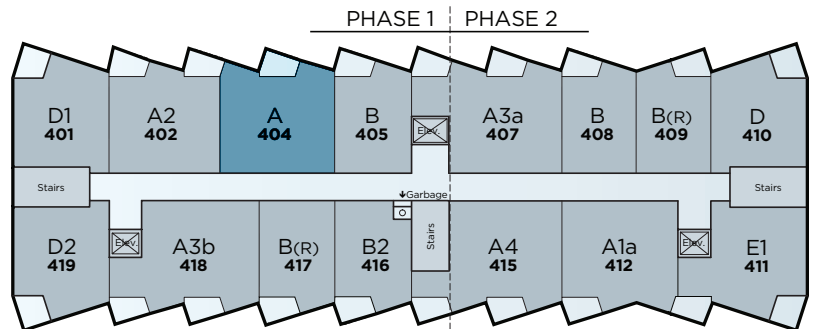 PHASE 1 PHASE 2
D1 A2 A B A3a B B(R) D
401 402 404 405 Elev. 407 408 409 410
Stairs Stairs
Garbage
D2 Elev. A3b B(R) B2 Stairs A4 A1a Elev. E1
419 418 417 416 415 412 411